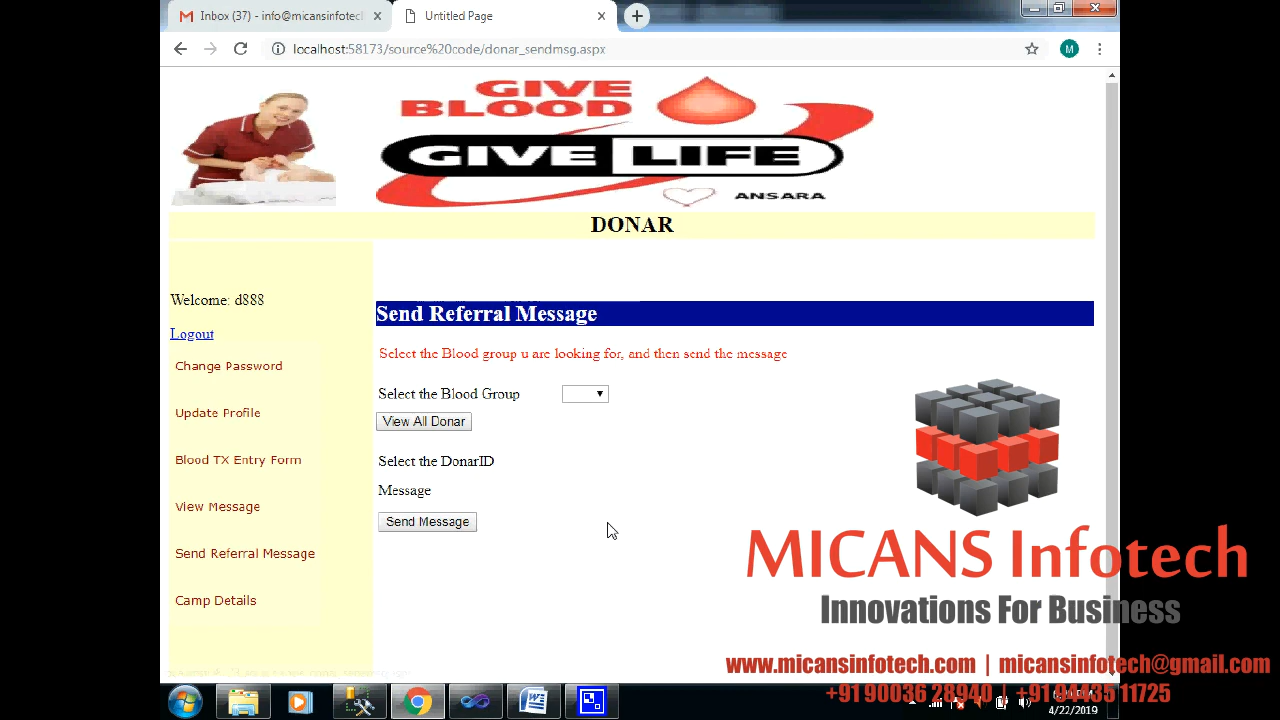 Inbox (37) - info@micansinfotec
Untitled Page
localhost:58173/source%20code/donar_sendmsg.aspx
M
GIVE
BLOOD
GIVE LIFE
ANSARA
DONAR
Welcome: d888
Logout
Change Password
Update Profile
Blood TX Entry Form
View Message
Send Referral Message
Camp Details
Send Referral Message
Select the Blood group u are looking for, and then send the message
Select the Blood Group
View All Donar
Select the DonarID
Message
Send Message
MICANS Infotech
Innovations For Business
www.micansinfotech.com | micansinfotech@gmail.com
+91 90036 28940 | +91 94435 11725
4/22/2019